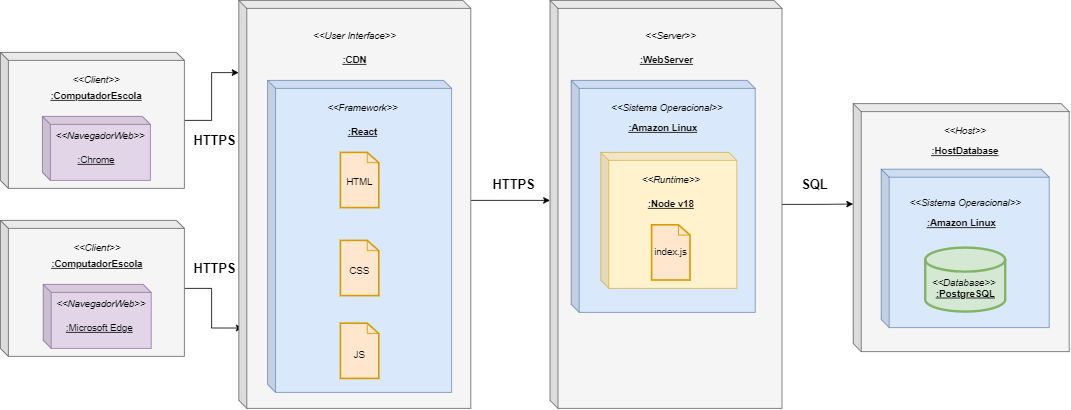 <<Client>>
:ComputadorEscola
<<NavegadorWeb>>
:Chrome
HTTPS
<<Client>>
:ComputadorEscola
<<NavegadorWeb>>
:Microsoft Edge
HTTPS
<<User Interface>>
:CDN
<<Framework>>
:React
HTML
CSS
JS
HTTPS
<<Server>>
:WebServer
<<Sistema Operacional>>
:Amazon Linux
<<Runtime>>
:Node v18
index.js
SQL
<<Host>>
:HostDatabase
<<Sistema Operacional>>
:Amazon Linux
<<Database>>
:PostgreSQL